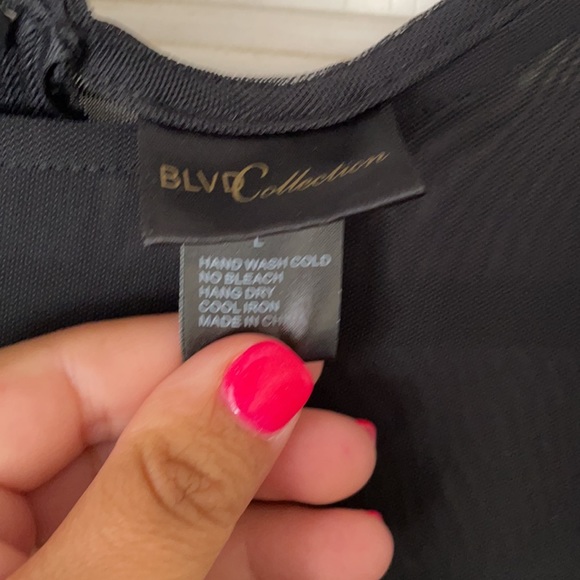 BLVD Collection
L
HAND WASH COLD
NO BLEACH
HANG DRY
COOL IRON
MADE IN